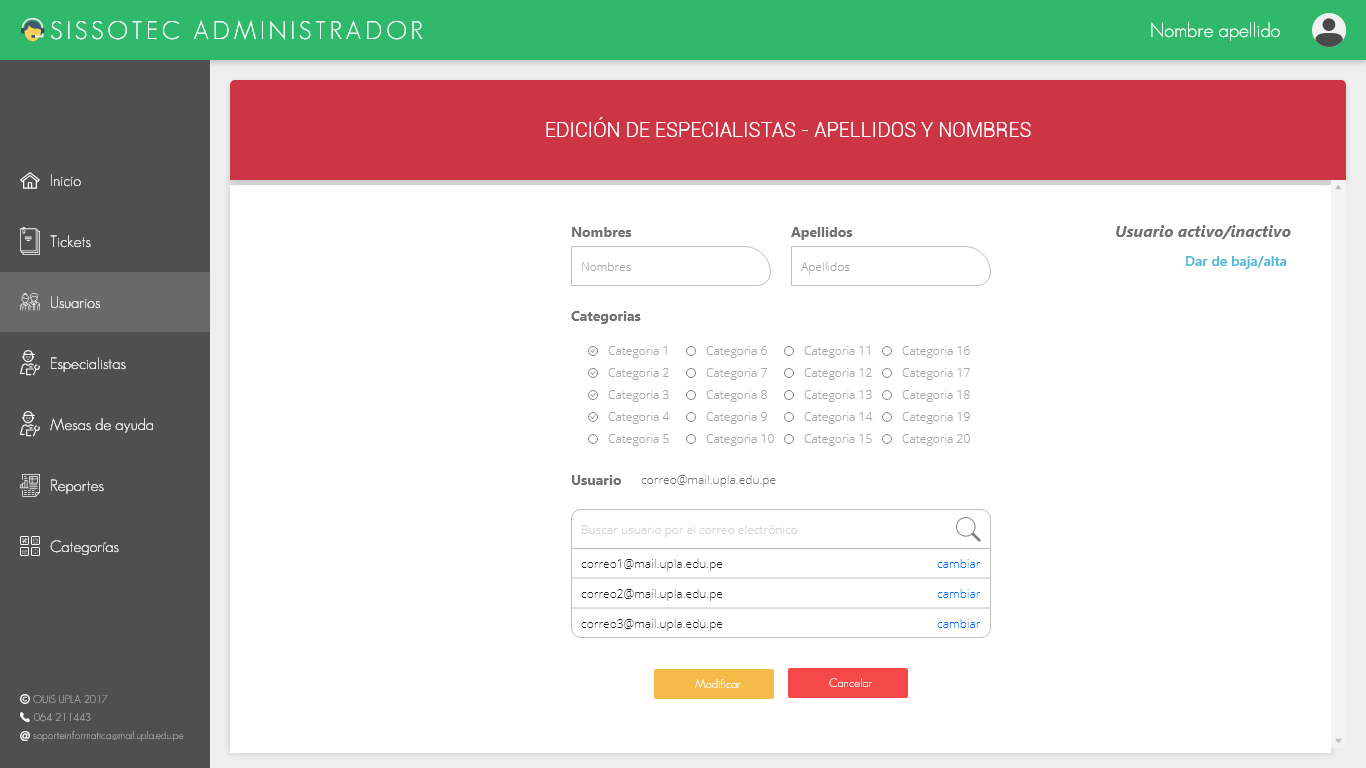 SISSOTEC ADMINISTRADOR
Nombre apellido
Inicio
Tickets
Usuarios
Especialistas
Mesas de ayuda
Reportes
Categorías
OUIS UPLA 2017
064 211443
soporteinformatica@mail.upla.edu.pe
EDICIÓN DE ESPECIALISTAS - APELLIDOS Y NOMBRES
Usuario activo/inactivo
Dar de baja/alta
Nombres Apellidos
Nombres Apellidos
Categorias
Categoria 1 Categoria 6 Categoria 11 Categoria 16
Categoria 2 Categoria 7 Categoria 12 Categoria 17
Categoria 3 Categoria 8 Categoria 13 Categoria 18
Categoria 4 Categoria 9 Categoria 14 Categoria 19
Categoria 5 Categoria 10 Categoria 15 Categoria 20
Usuario correo@mail.upla.edu.pe
Buscar usuario por el correo electrónico
correo1@mail.upla.edu.pe cambiar
correo2@mail.upla.edu.pe cambiar
correo3@mail.upla.edu.pe cambiar
Modificar Cancelar